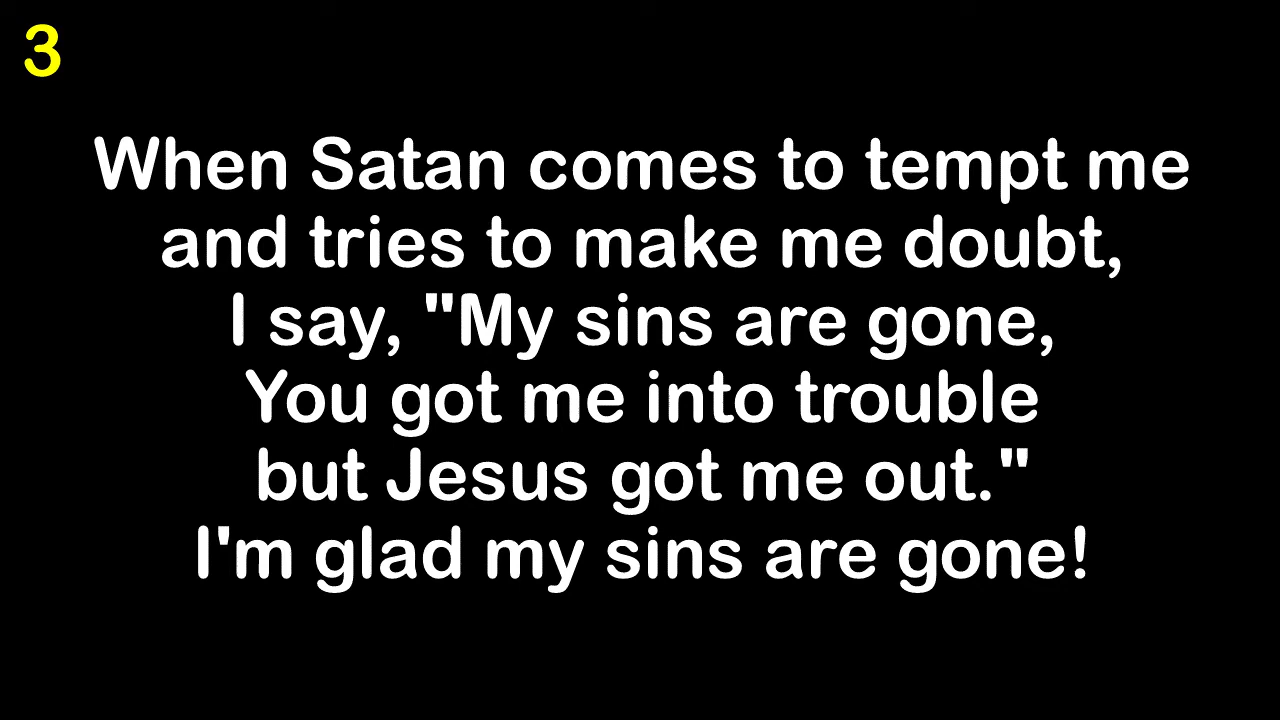 3
When Satan comes to tempt me
and tries to make me doubt,
I say, "My sins are gone,
You got me into trouble
but Jesus got me out."
I'm glad my sins are gone!